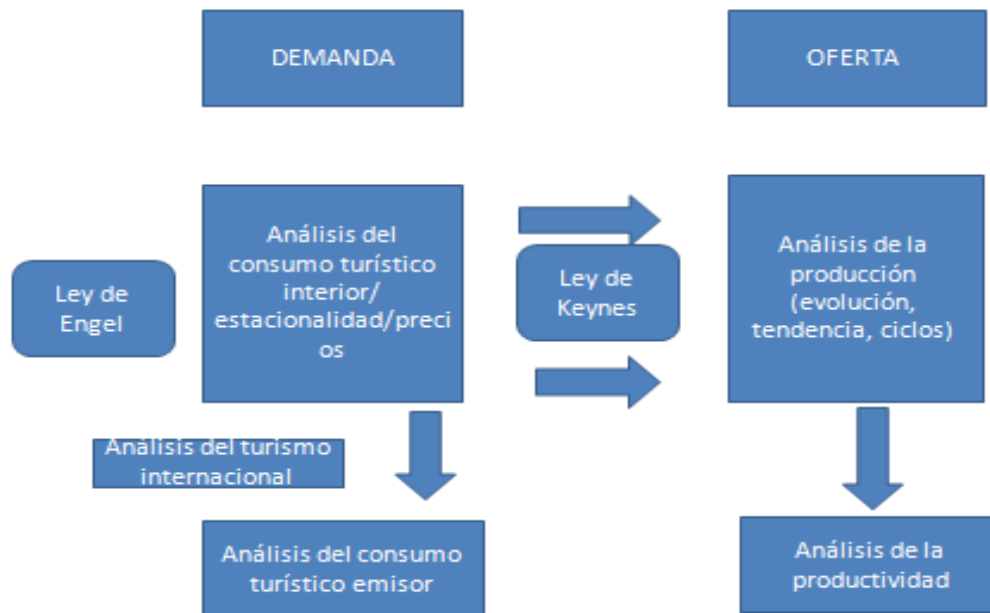 DEMANDA
OFERTA
Análisis del
consumo turístico
interior/
estacionalidad/preci
os
Ley de
Engel
Ley de
Keynes
Análisis de la
producción
(evolución,
tendencia, ciclos)
Análisis del turismo
internacional
Análisis del consumo
turístico emisor
Análisis de la
productividad